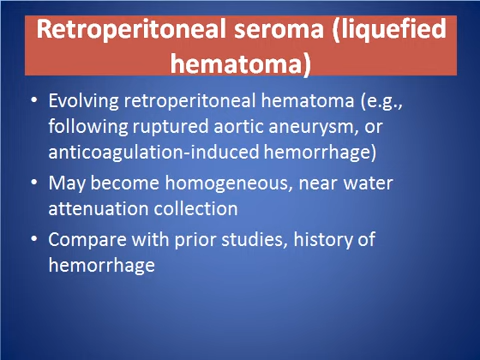 Retroperitoneal seroma (liquefied
hematoma)
• Evolving retroperitoneal hematoma (e.g.,
following ruptured aortic aneurysm, or
anticoagulation-induced hemorrhage)
• May become homogeneous, near water
attenuation collection
• Compare with prior studies, history of
hemorrhage